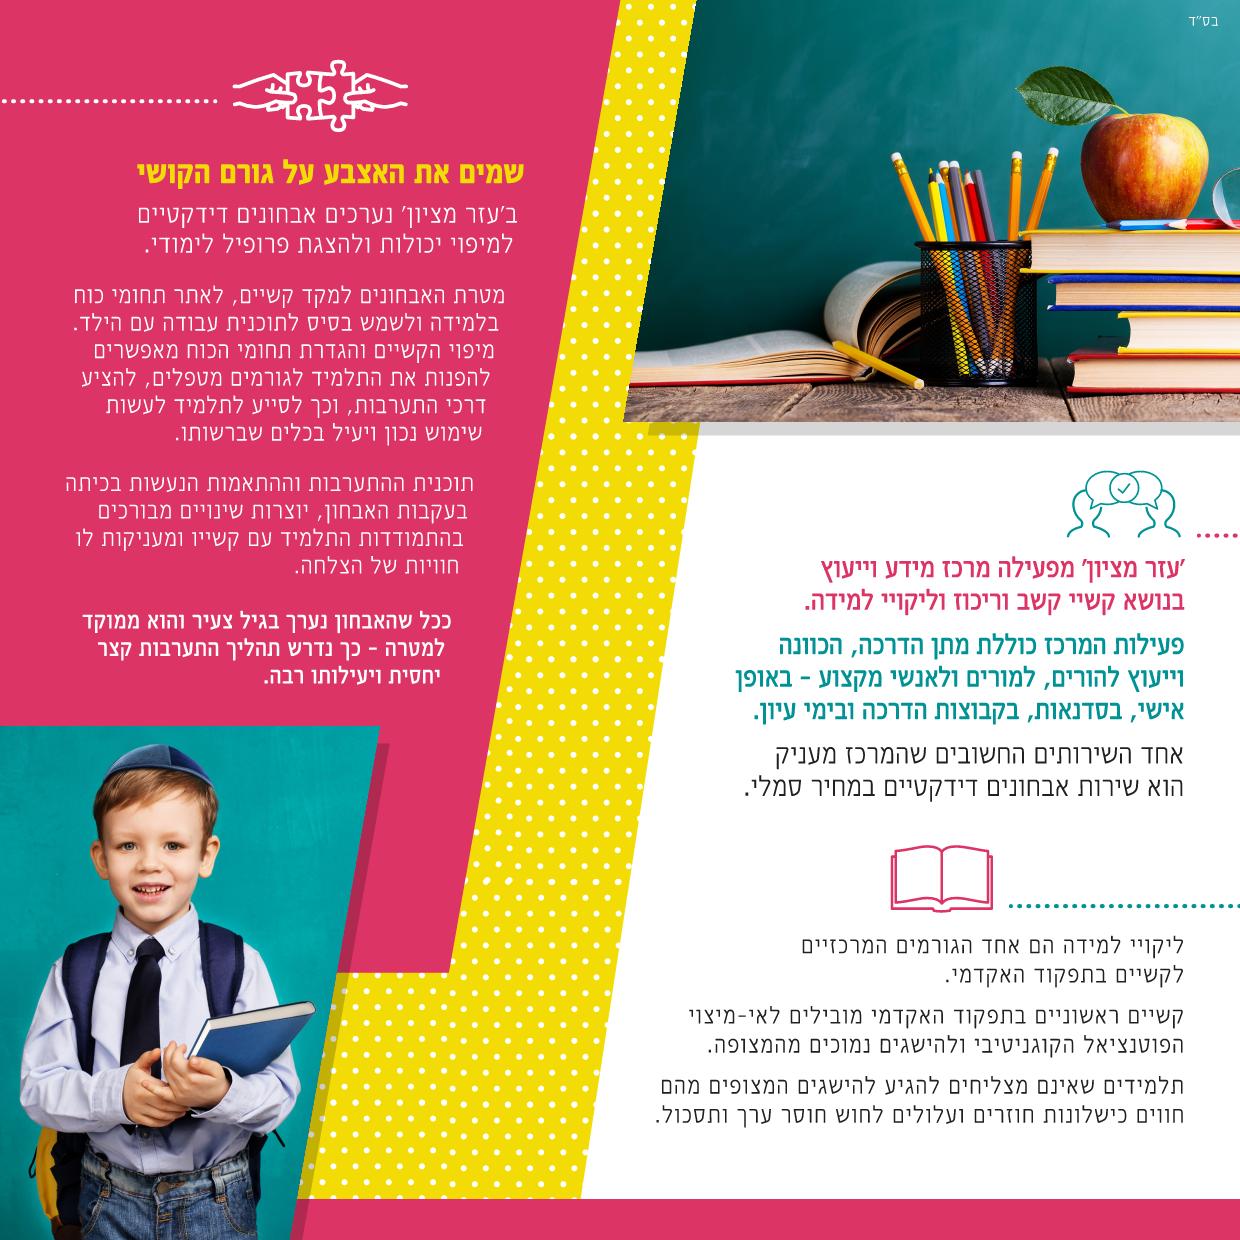 בס"ד
'עזר מציון' מפעילה מרכז מידע וייעוץ
בנושא קשיי קשב וריכוז וליקויי למידה.
פעילות המרכז כוללת מתן הדרכה, הכוונה
וייעוץ להורים, למורים ולאנשי מקצוע - באופן
אישי, בסדנאות, בקבוצות הדרכה ובימי עיון.
אחד השירותים החשובים שהמרכז מעניק
הוא שירות אבחונים דידקטיים במחיר סמלי.
ליקויי למידה הם אחד הגורמים המרכזיים
לקשיים בתפקוד האקדמי.
קשיים ראשוניים בתפקוד האקדמי מובילים לאי-מיצוי
הפוטנציאל הקוגניטיבי ולהישגים נמוכים מהמצופה.
תלמידים שאינם מצליחים להגיע להישגים המצופים מהם
חווים כישלונות חוזרים ועלולים לחוש חוסר ערך ותסכול.
שמים את האצבע על גורם הקושי
ב'עזר מציון' נערכים אבחונים דידקטיים
למיפוי יכולות ולהצגת פרופיל לימודי.
מטרת האבחונים למקד קשיים, לאתר תחומי כוח
בלמידה ולשמש בסיס לתוכנית עבודה עם הילד.
מיפוי הקשיים והגדרת תחומי הכוח מאפשרים
להפנות את התלמיד לגורמים מטפלים, להציע
דרכי התערבות, וכך לסייע לתלמיד לעשות
שימוש נכון ויעיל בכלים שברשותו.
תוכנית ההתערבות וההתאמות הנעשות בכיתה
בעקבות האבחון, יוצרות שינויים מבורכים
בהתמודדות התלמיד עם קשייו ומעניקות לו
חוויות של הצלחה.
ככל שהאבחון נערך בגיל צעיר והוא ממוקד
למטרה - כך נדרש תהליך התערבות קצר
יחסית ויעילותו רבה.